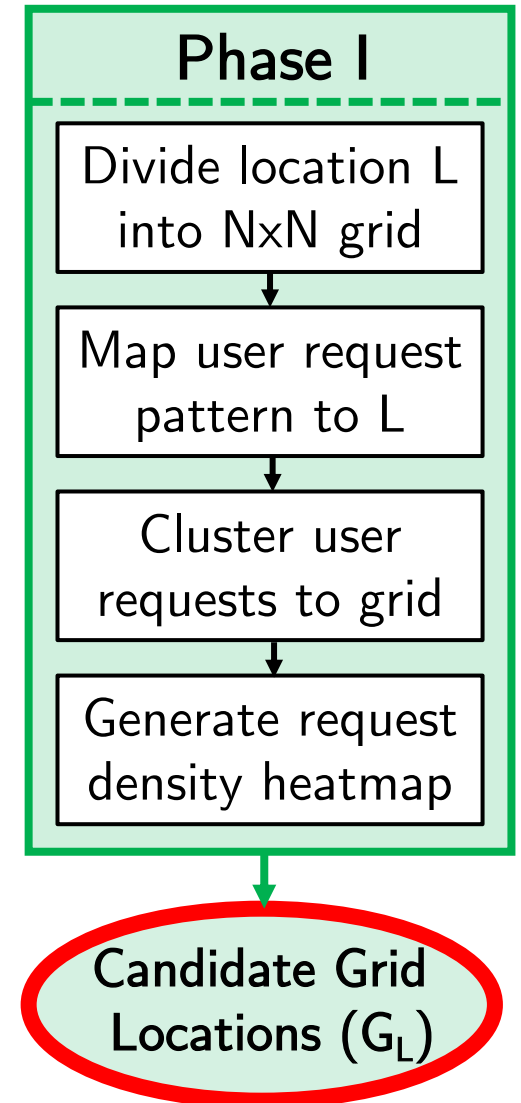 Phase I
Divide location L
into NxN grid
Map user request
pattern to L
Cluster user
requests to grid
Generate request
density heatmap
Candidate Grid
Locations (G_L)